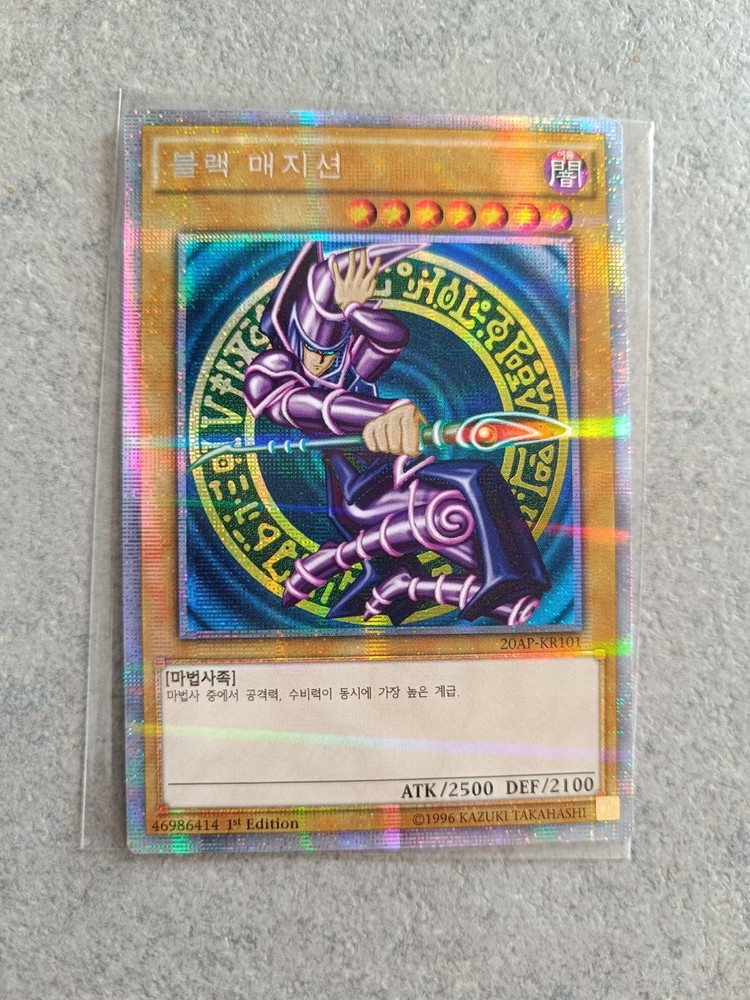 블랙 매지션
어둠
闇
20AP-KR101
[마법사족]
마법사 중에서 공격력, 수비력이 동시에 가장 높은 계급.
ATK/2500 DEF/2100
46986414 1st Edition
©1996 KAZUKI TAKAHASHI